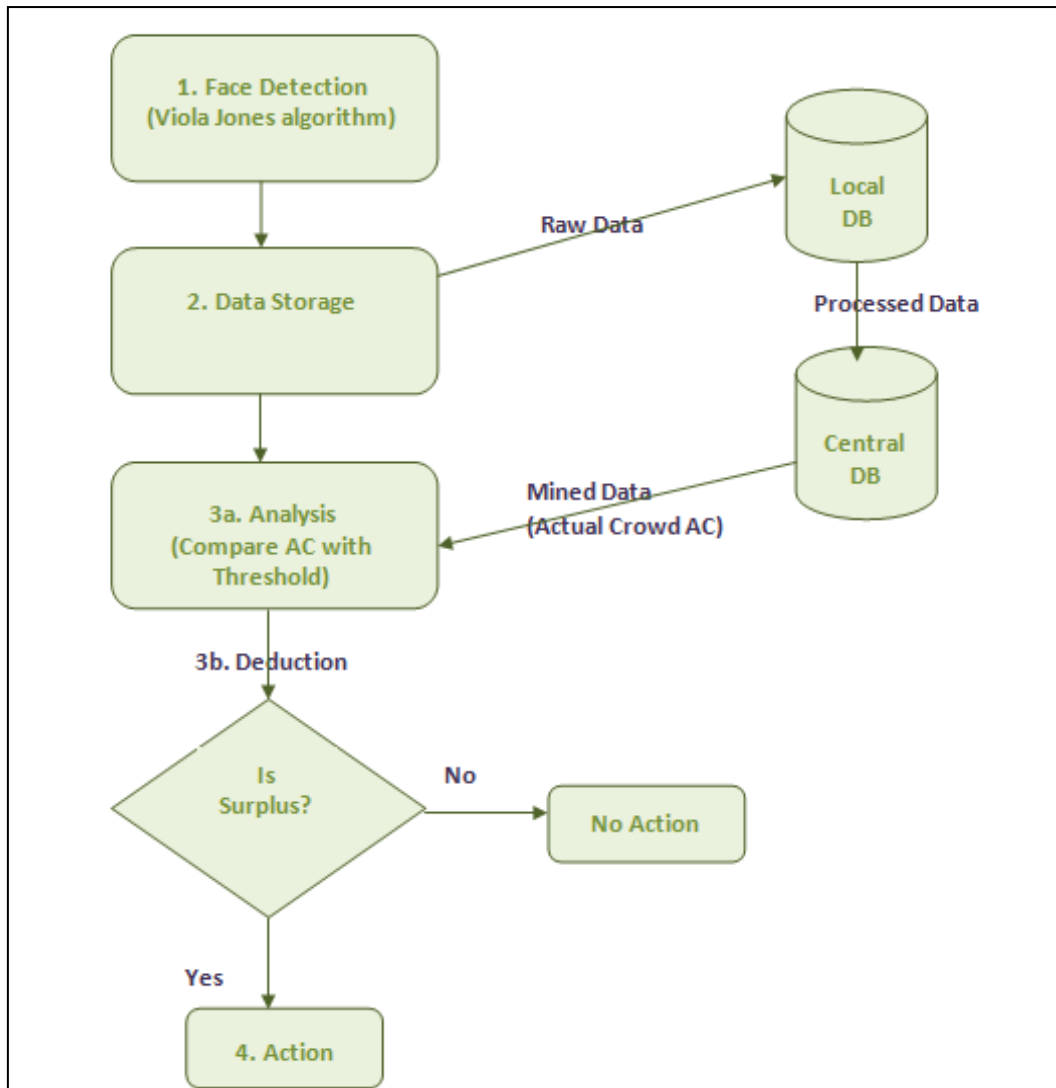 1. Face Detection
(Viola Jones algorithm)
Local
DB
Raw Data
2. Data Storage
Processed Data
Central
DB
Mined Data
(Actual Crowd AC)
3a. Analysis
(Compare AC with
Threshold)
3b. Deduction
Is
Surplus?
No
No Action
Yes
4. Action